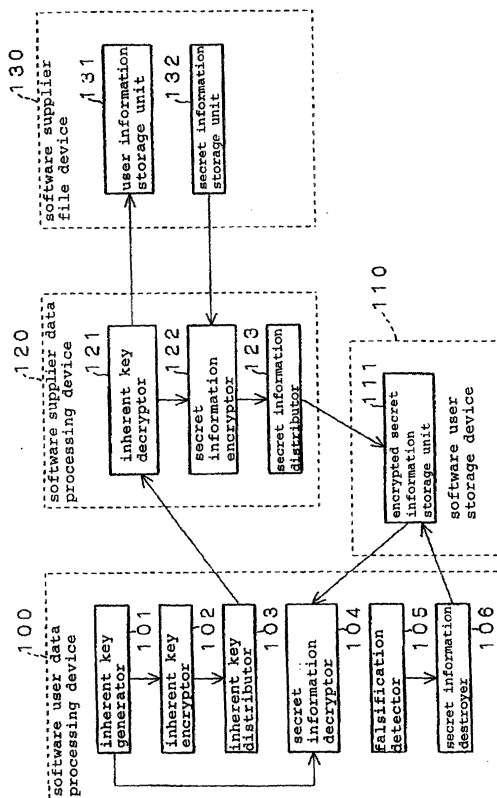 100
software user data
processing device
inherent key
generator
101
inherent key
encryptor
102
inherent key
distributor
103
secret
information
decryptor
104
falsification
detector
105
secret information
destroyer
106
120
software supplier data
processing device
121
inherent key
decryptor
122
secret
information
encryptor
123
secret information
distributor
110
111
encrypted secret
information
storage unit
software user
storage device
130
software supplier
file device
131
user information
storage unit
132
secret information
storage unit